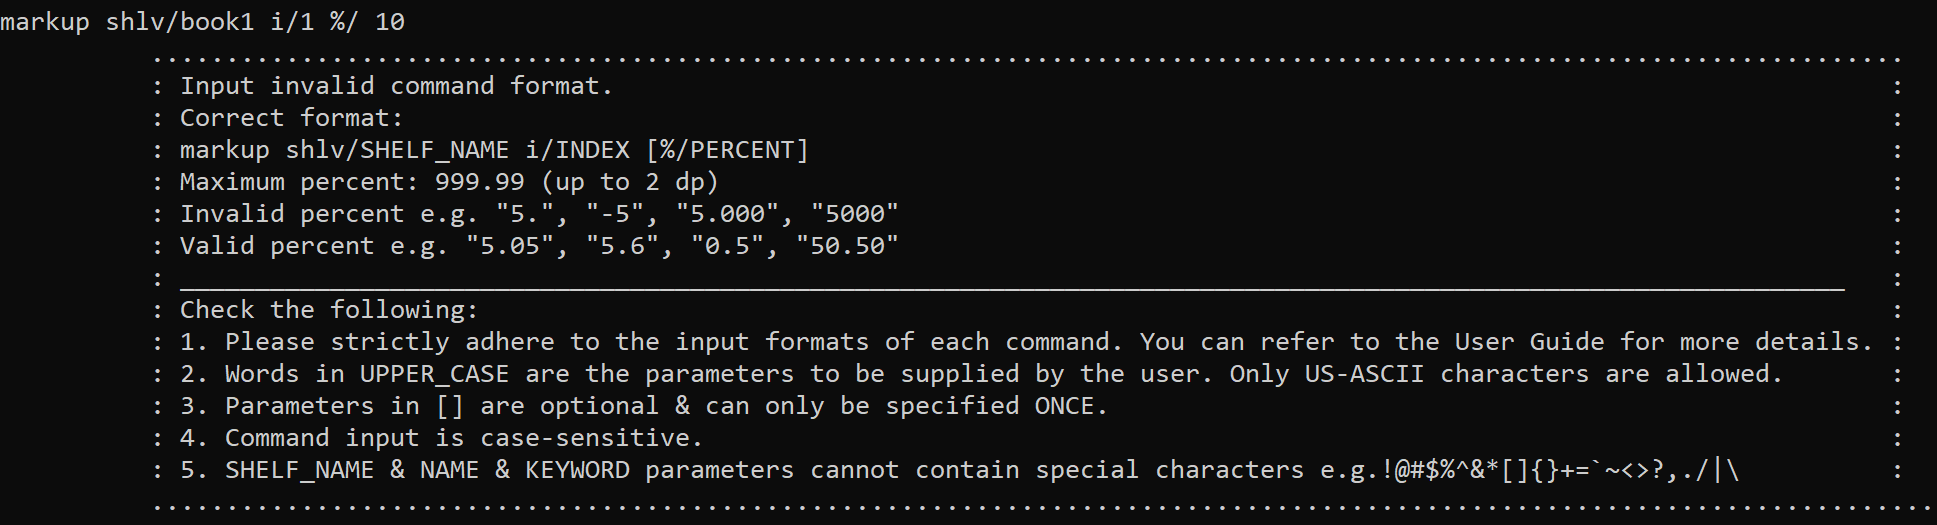 markup shlv/book1 i/1 %/ 10
.....................................................................................................................
: Input invalid command format. :
: Correct format: :
: markup shlv/SHELF_NAME i/INDEX [%/PERCENT] :
: Maximum percent: 999.99 (up to 2 dp) :
: Invalid percent e.g. "5.", "-5", "5.000", "5000" :
: Valid percent e.g. "5.05", "5.6", "0.5", "50.50" :
: _______________________________________________________________________________________________________________ :
: Check the following: :
: 1. Please strictly adhere to the input formats of each command. You can refer to the User Guide for more details. :
: 2. Words in UPPER_CASE are the parameters to be supplied by the user. Only US-ASCII characters are allowed. :
: 3. Parameters in [] are optional & can only be specified ONCE. :
: 4. Command input is case-sensitive. :
: 5. SHELF_NAME & NAME & KEYWORD parameters cannot contain special characters e.g.!@#$%^&*[]{}+=`~<>?,./|\ :
.......................................................................................................................